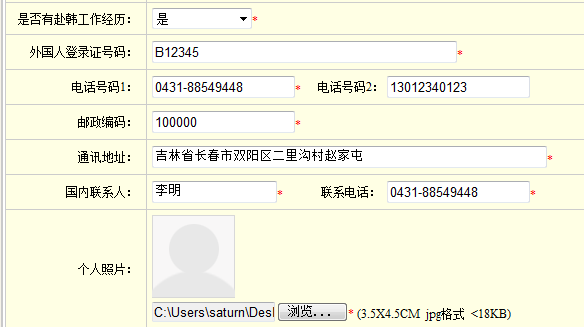 是否有赴韩工作经历： 是 *
外国人登录证号码： B12345 *
电话号码1： 0431-88549448 * 电话号码2： 13012340123
邮政编码： 100000 *
通讯地址： 吉林省长春市双阳区二里沟村赵家屯 *
国内联系人： 李明 * 联系电话： 0431-88549448 *
个人照片：
C:\Users\saturn\Desl 浏览... * (3.5X4.5CM jpg格式 <18KB)